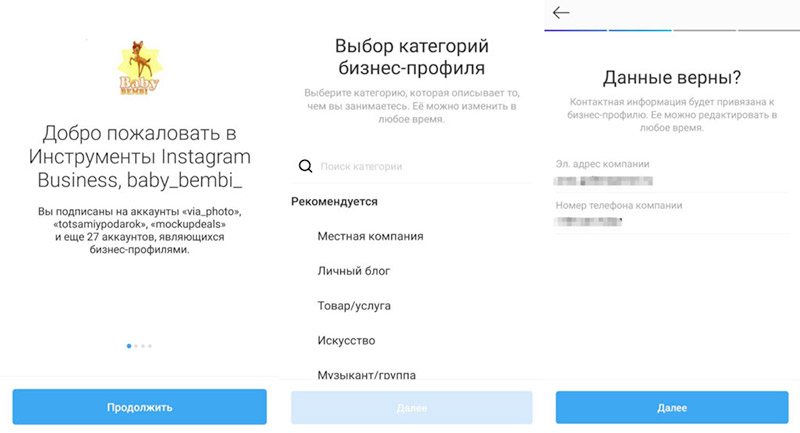 Baby
BEMBI
Добро пожаловать в
Инструменты Instagram
Business, baby_bembi_
Вы подписаны на аккаунты «via_photo»,
«totsamiypodarok», «mockupdeals»
и еще 27 аккаунтов, являющихся
бизнес-профилями.
Продолжить
Выбор категорий
бизнес-профиля
Выберите категорию, которая описывает то,
чем вы занимаетесь. Её можно изменить в
любое время.
Поиск категории
Рекомендуется
Местная компания
Личный блог
Товар/услуга
Искусство
Музыкант/группа
Далее
Данные верны?
Контактная информация будет привязана к
бизнес-профилю. Ее можно редактировать в
любое время.
Эл. адрес компании
Номер телефона компании
Далее